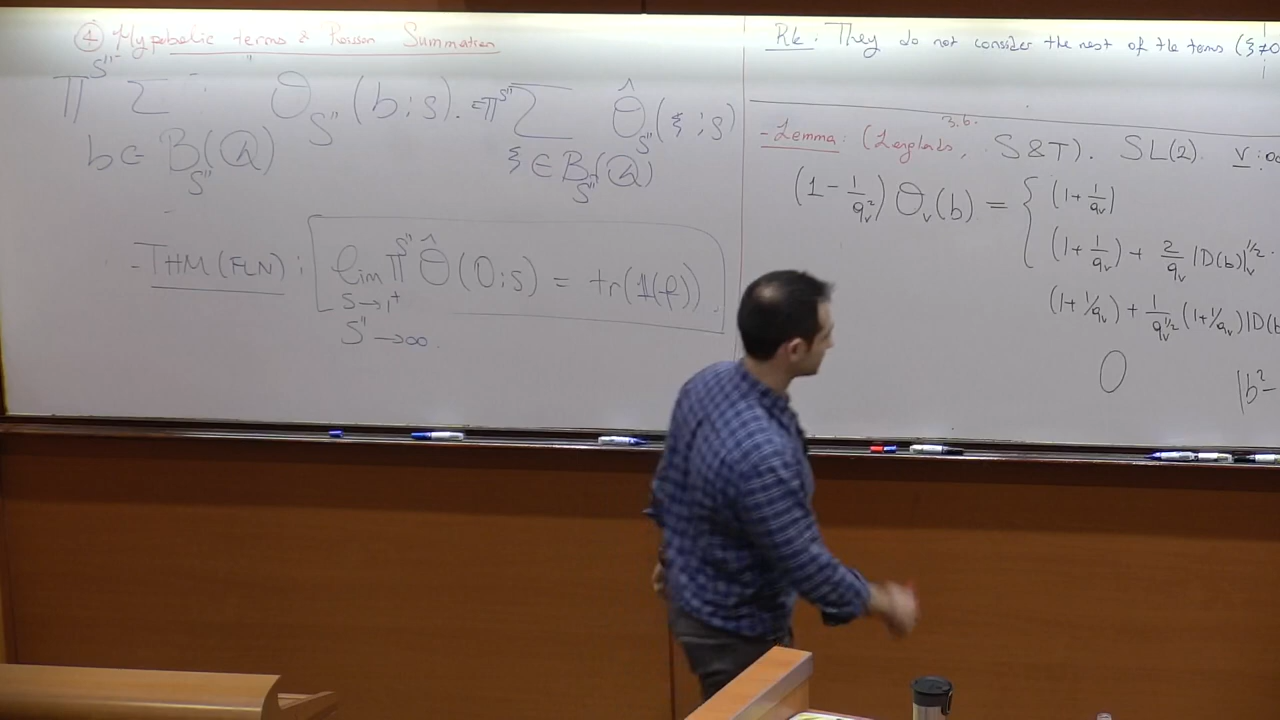 ④ Hypebolic terms & Poisson Summation
π^{S''} Σ_{b∈B_{S''}(Q)} θ_{S''}(b;s). = π^{S''} Σ_{ξ∈B_{S''}(Q)} θ̂_{S''}(ξ;s)
- THM (FLN): lim_{s→1⁺, S''→∞} π^{S''} θ̂(0;s) = tr(𝟙(f)).
Rk: They do not consider the rest of the terms (ξ≠0
- Lemma: (Langlands, 3.6. S&T). SL(2). v:∞
(1 - 1/q_v²) θ_v(b) = { (1+1/q_v)
(1+1/q_v) + 2/q_v |D(b)|_v^{1/2}.
(1+1/q_v) + 1/q_v^{1/2} (1+1/q_v)|D(b
0 |b²-